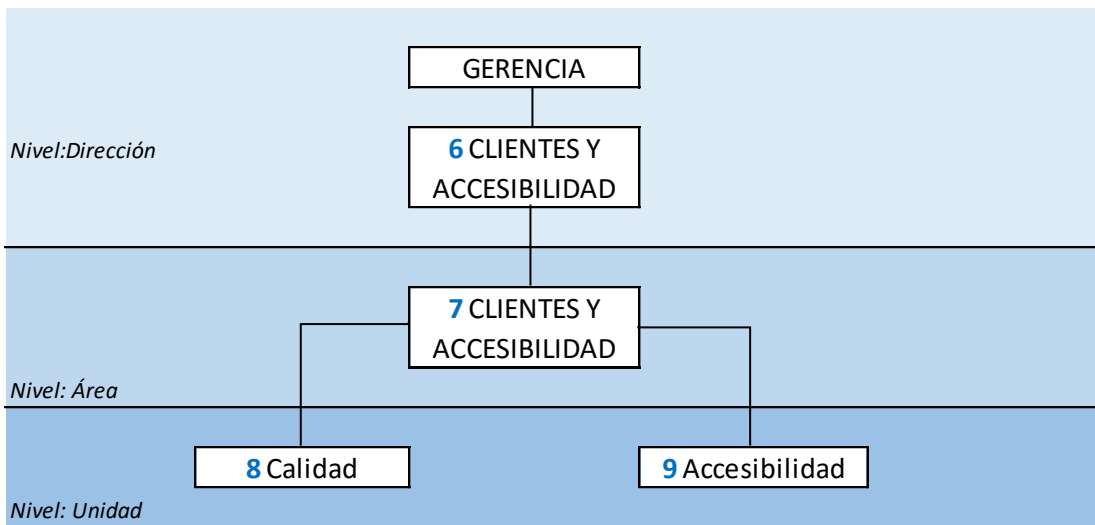 GERENCIA
Nivel:Dirección
6 CLIENTES Y
ACCESIBILIDAD
7 CLIENTES Y
ACCESIBILIDAD
Nivel: Área
8 Calidad
9 Accesibilidad
Nivel: Unidad